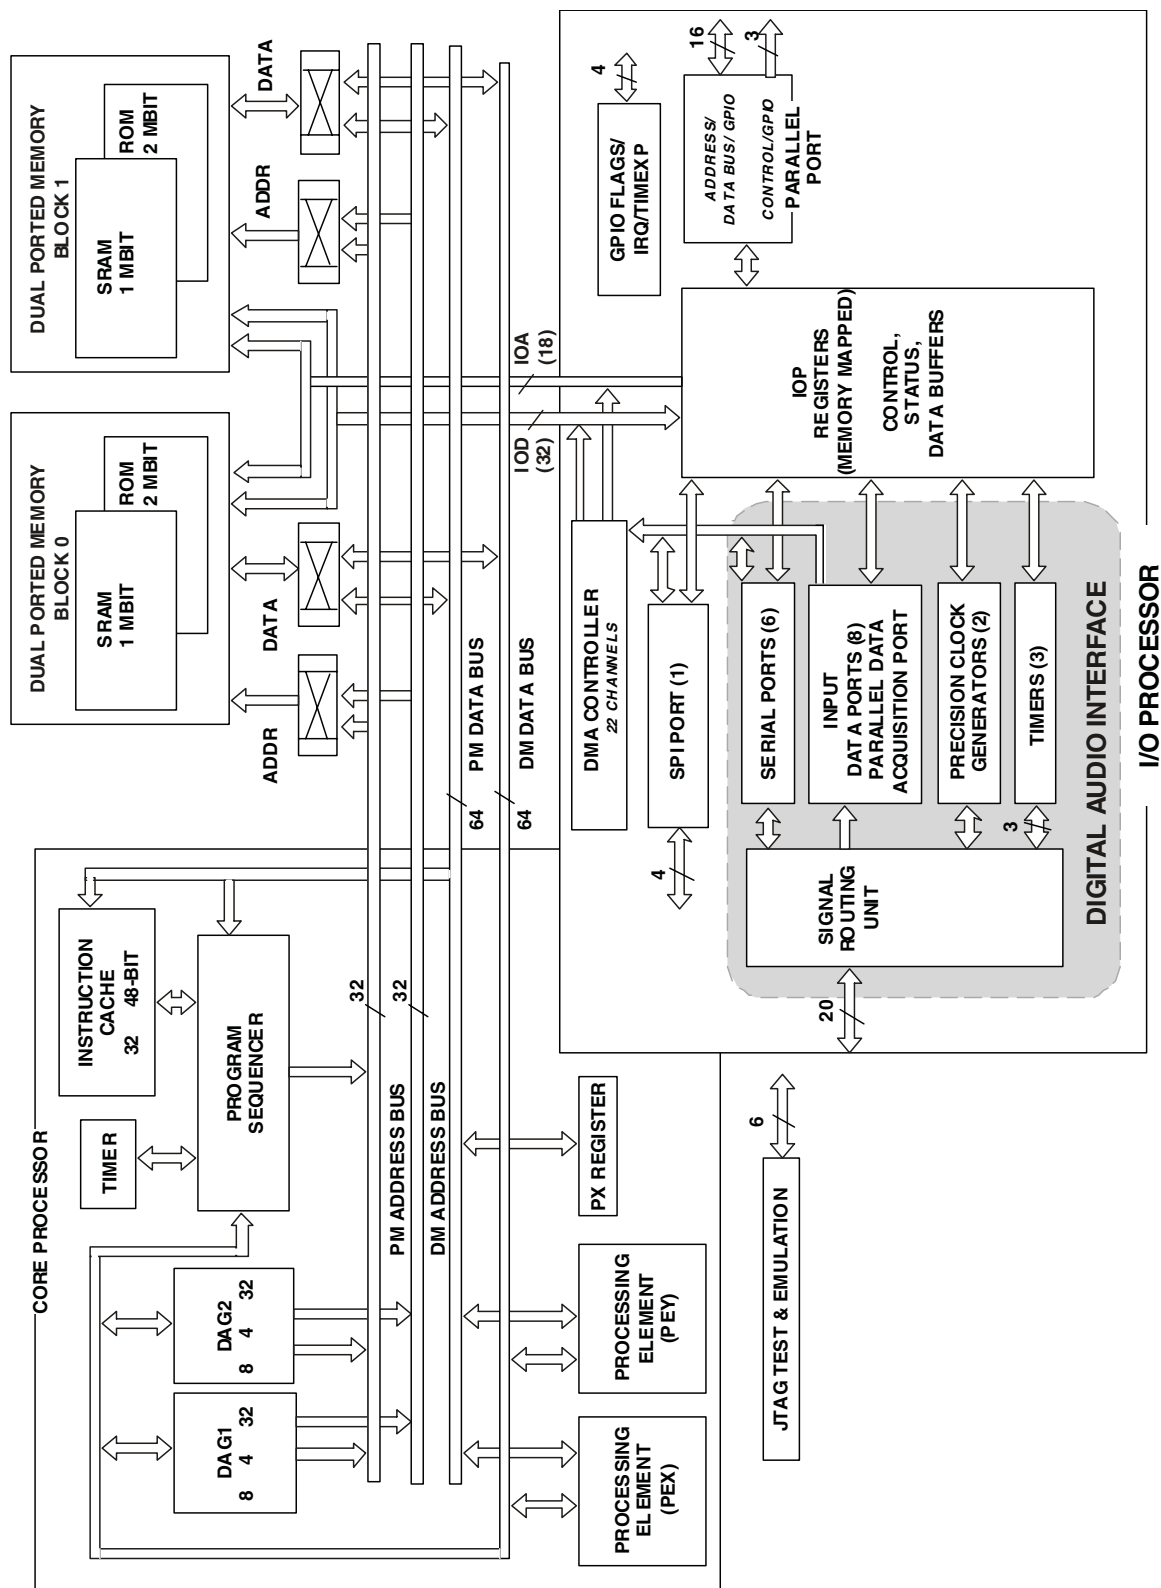 CORE PROCESSOR
TIMER
INSTRUCTION
CACHE
32 48-BIT
DAG1
8 4 32
DAG2
8 4 32
PROGRAM
SEQUENCER
PM ADDRESS BUS
32
DM ADDRESS BUS
32
64
PM DATA BUS
64
DM DATA BUS
PROCESSING
ELEMENT
(PEX)
PROCESSING
ELEMENT
(PEY)
PX REGISTER
JTAG TEST & EMULATION
6
20
DUAL PORTED MEMORY
BLOCK 0
SRAM
1 MBIT
ROM
2 MBIT
DUAL PORTED MEMORY
BLOCK 1
SRAM
1 MBIT
ROM
2 MBIT
ADDR
DATA
ADDR
DATA
IOD
(32)
IOA
(18)
DMA CONTROLLER
22 CHANNELS
4
SPI PORT (1)
SERIAL PORTS (6)
INPUT
DATA PORTS (8)
PARALLEL DATA
ACQUISITION PORT
PRECISION CLOCK
GENERATORS (2)
TIMERS (3)
3
SIGNAL
ROUTING
UNIT
DIGITAL AUDIO INTERFACE
IOP
REGISTERS
(MEMORY MAPPED)
CONTROL,
STATUS,
DATA BUFFERS
GPIO FLAGS/
IRQ/TIMEXP
4
ADDRESS/
DATA BUS/ GPIO
CONTROL/GPIO
PARALLEL
PORT
16
3
I/O PROCESSOR